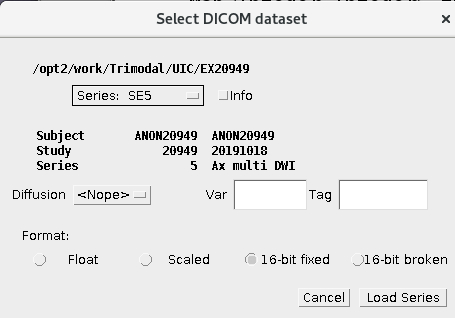 Select DICOM dataset
/opt2/work/Trimodal/UIC/EX20949
Series: SE5 Info
Subject ANON20949 ANON20949
Study 20949 20191018
Series 5 Ax multi DWI
Diffusion <Nope> Var Tag
Format:
Float Scaled 16-bit fixed 16-bit broken
Cancel Load Series